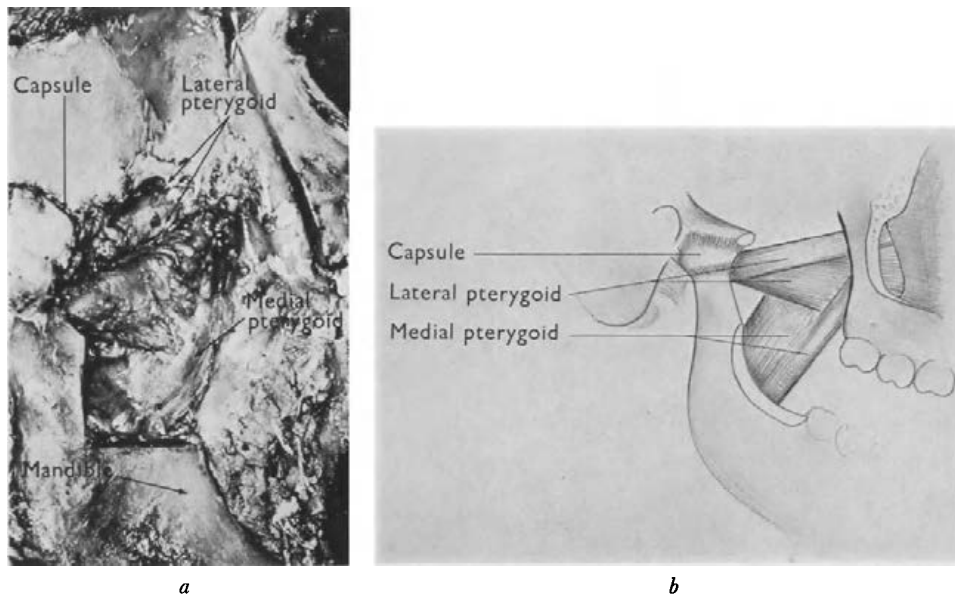 Capsule
Lateral
pterygoid
Medial
pterygoid
Mandible
Capsule
Lateral pterygoid
Medial pterygoid
a
b